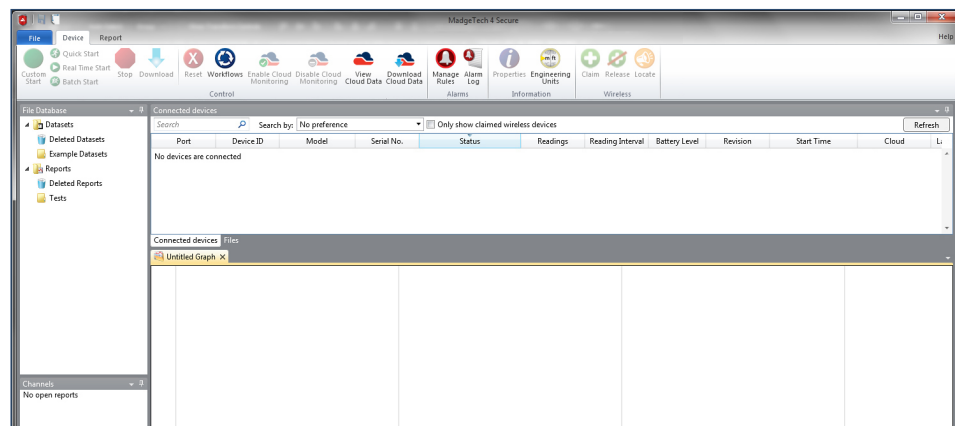 MadgeTech 4 Secure
File Device Report Help
Custom Start
Quick Start
Real Time Start
Batch Start
Stop
Download
Reset
Workflows
Enable Cloud Monitoring
Disable Cloud Monitoring
View Cloud Data
Download Cloud Data
Control
Manage Rules
Alarm Log
Alarms
Properties
Engineering Units
Information
Claim
Release
Locate
Wireless
File Database
Datasets
Deleted Datasets
Example Datasets
Reports
Deleted Reports
Tests
Connected devices
Search
Search by: No preference
Only show claimed wireless devices
Refresh
Port Device ID Model Serial No. Status Readings Reading Interval Battery Level Revision Start Time Cloud
No devices are connected
Connected devices Files
Untitled Graph
Channels
No open reports